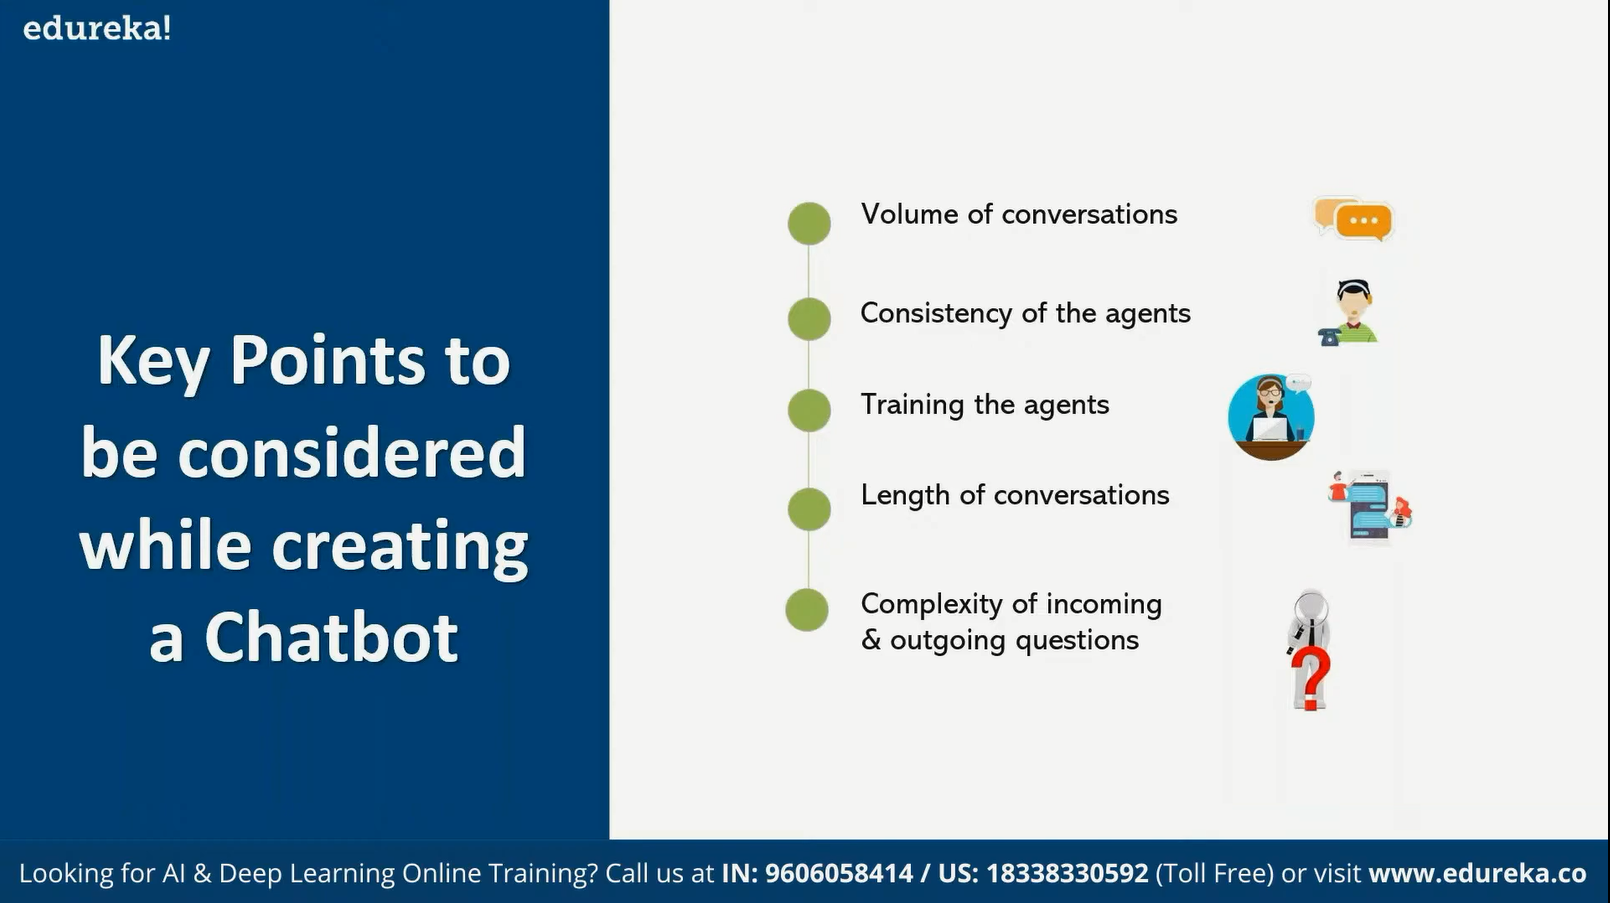 edureka!
Key Points to
be considered
while creating
a Chatbot
Volume of conversations
Consistency of the agents
Training the agents
Length of conversations
Complexity of incoming
& outgoing questions
?
Looking for AI & Deep Learning Online Training? Call us at IN: 9606058414 / US: 18338330592 (Toll Free) or visit www.edureka.co